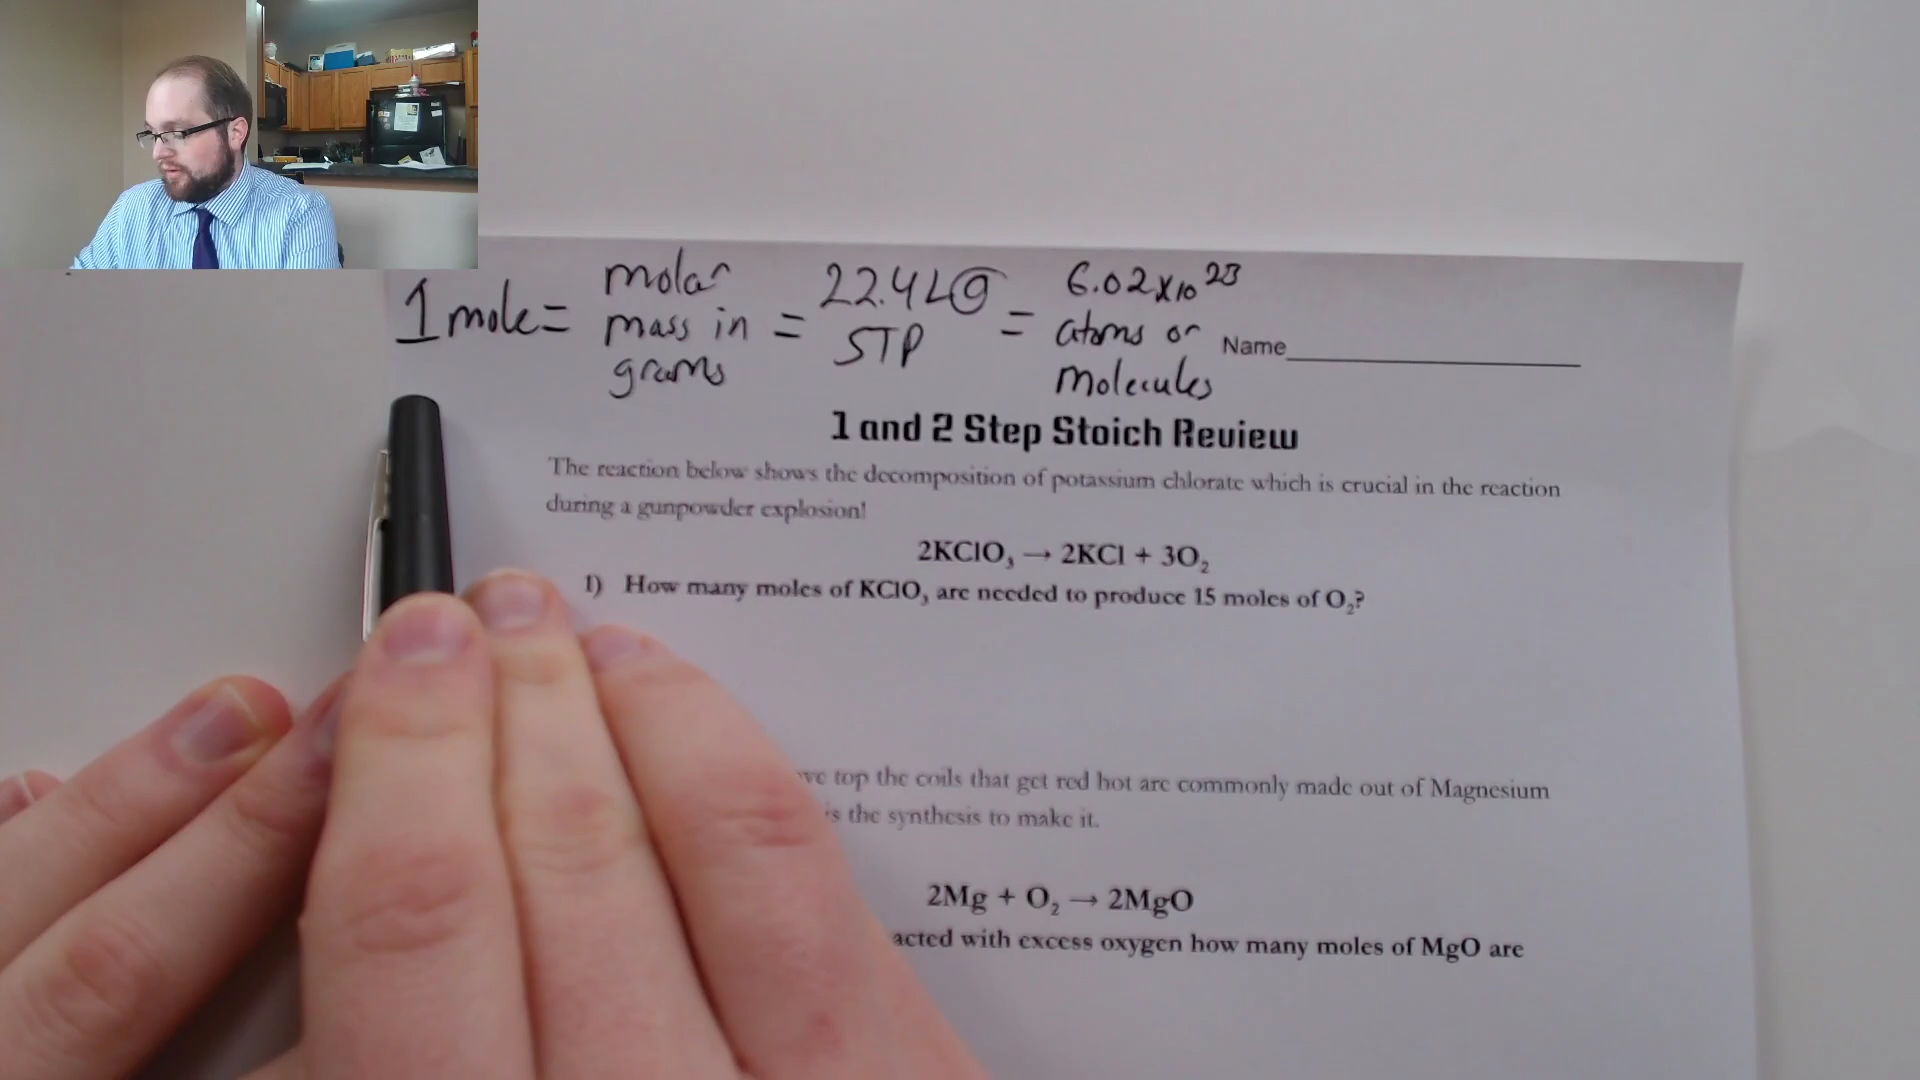 1 mole = molar mass in grams = 22.4L@ STP = 6.02x10²³ atoms or molecules
Name
1 and 2 Step Stoich Review
The reaction below shows the decomposition of potassium chlorate which is crucial in the reaction
during a gunpowder explosion!
2KClO₃ → 2KCl + 3O₂
1) How many moles of KClO₃ are needed to produce 15 moles of O₂?
top the coils that get red hot are commonly made out of Magnesium
is the synthesis to make it.
2Mg + O₂ → 2MgO
acted with excess oxygen how many moles of MgO are